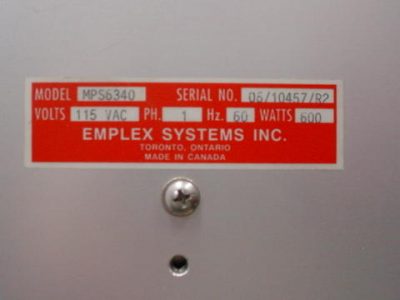 MODEL MPS6340 SERIAL NO. 06/10457/R2
VOLTS 115 VAC PH. 1 Hz. 60 WATTS 600
EMPLEX SYSTEMS INC.
TORONTO, ONTARIO
MADE IN CANADA